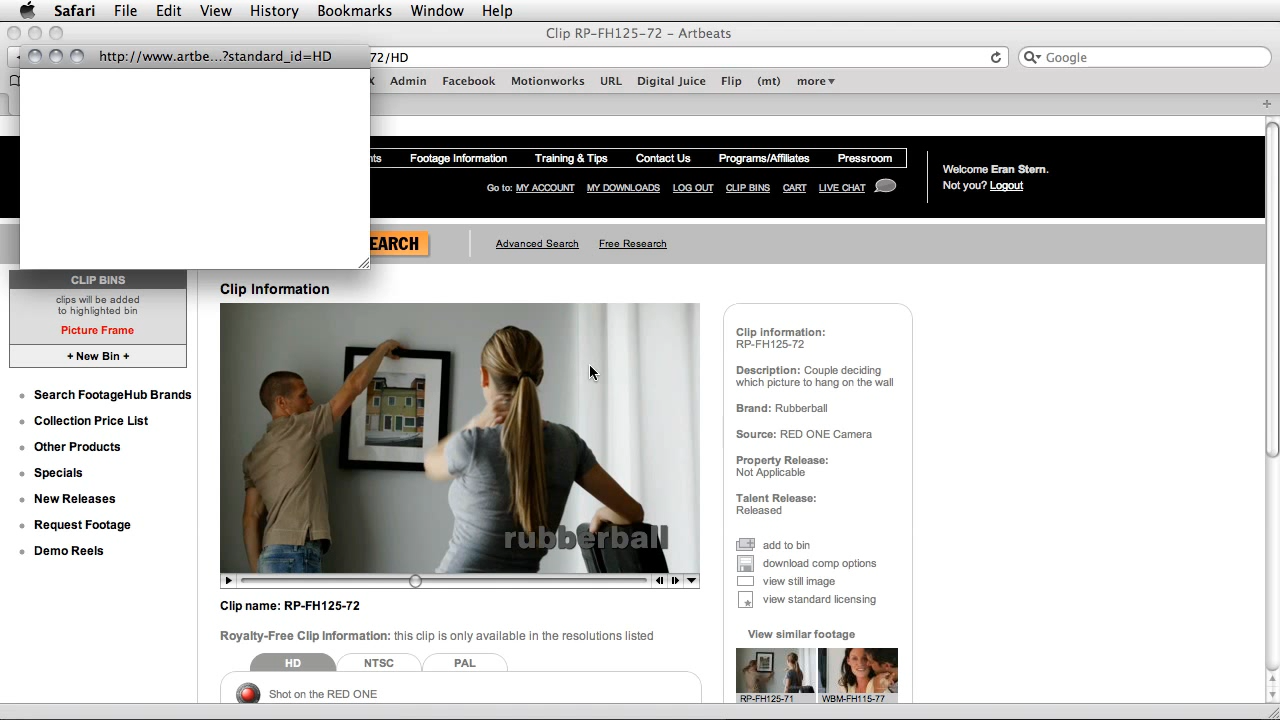 Safari File Edit View History Bookmarks Window Help
Clip RP-FH125-72 – Artbeats
http://www.artbe...?standard_id=HD
72/HD
Google
Admin Facebook Motionworks URL Digital Juice Flip (mt) more
Footage Information Training & Tips Contact Us Programs/Affiliates Pressroom
Go to: MY ACCOUNT MY DOWNLOADS LOG OUT CLIP BINS CART LIVE CHAT
Welcome Eran Stern.
Not you? Logout
EARCH
Advanced Search Free Research
CLIP BINS
clips will be added
to highlighted bin
Picture Frame
+ New Bin +
Search FootageHub Brands
Collection Price List
Other Products
Specials
New Releases
Request Footage
Demo Reels
Clip Information
rubberball
Clip name: RP-FH125-72
Royalty-Free Clip Information: this clip is only available in the resolutions listed
HD NTSC PAL
Shot on the RED ONE
Clip information:
RP-FH125-72
Description: Couple deciding
which picture to hang on the wall
Brand: Rubberball
Source: RED ONE Camera
Property Release:
Not Applicable
Talent Release:
Released
add to bin
download comp options
view still image
view standard licensing
View similar footage
RP-FH125-71 WBM-FH115-77